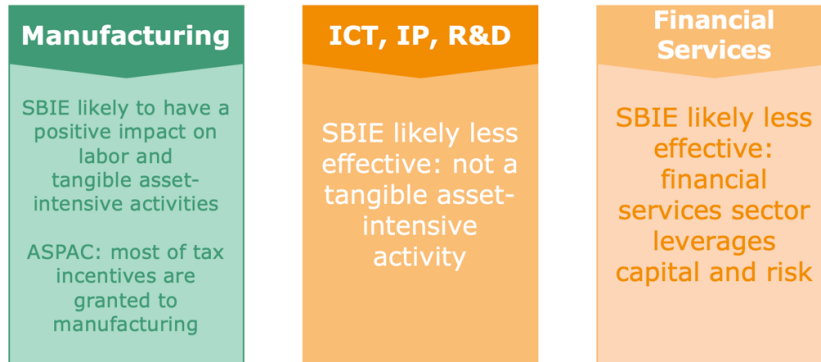 Manufacturing
SBIE likely to have a
positive impact on
labor and
tangible asset-
intensive activities
ASPAC: most of tax
incentives are
granted to
manufacturing
ICT, IP, R&D
SBIE likely less
effective: not a
tangible asset-
intensive
activity
Financial
Services
SBIE likely less
effective:
financial
services sector
leverages
capital and risk